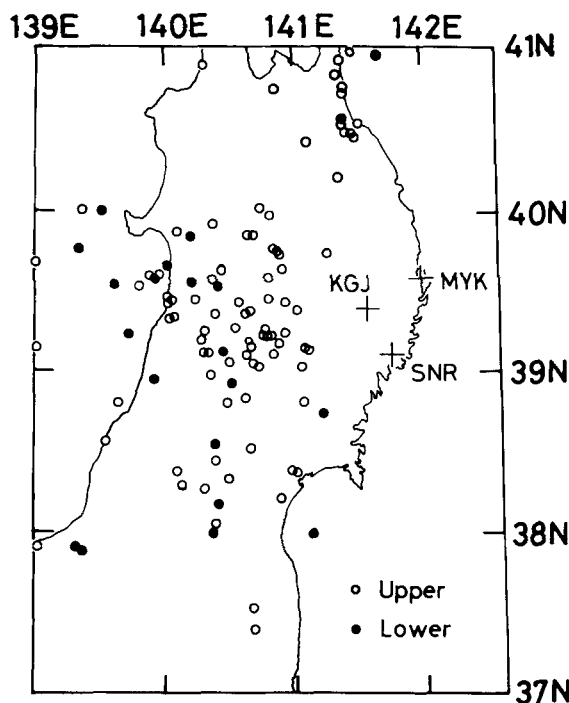 139E 140E 141E 142E
41N
40N
KGJ
MYK
SNR
39N
38N
Upper
Lower
37N